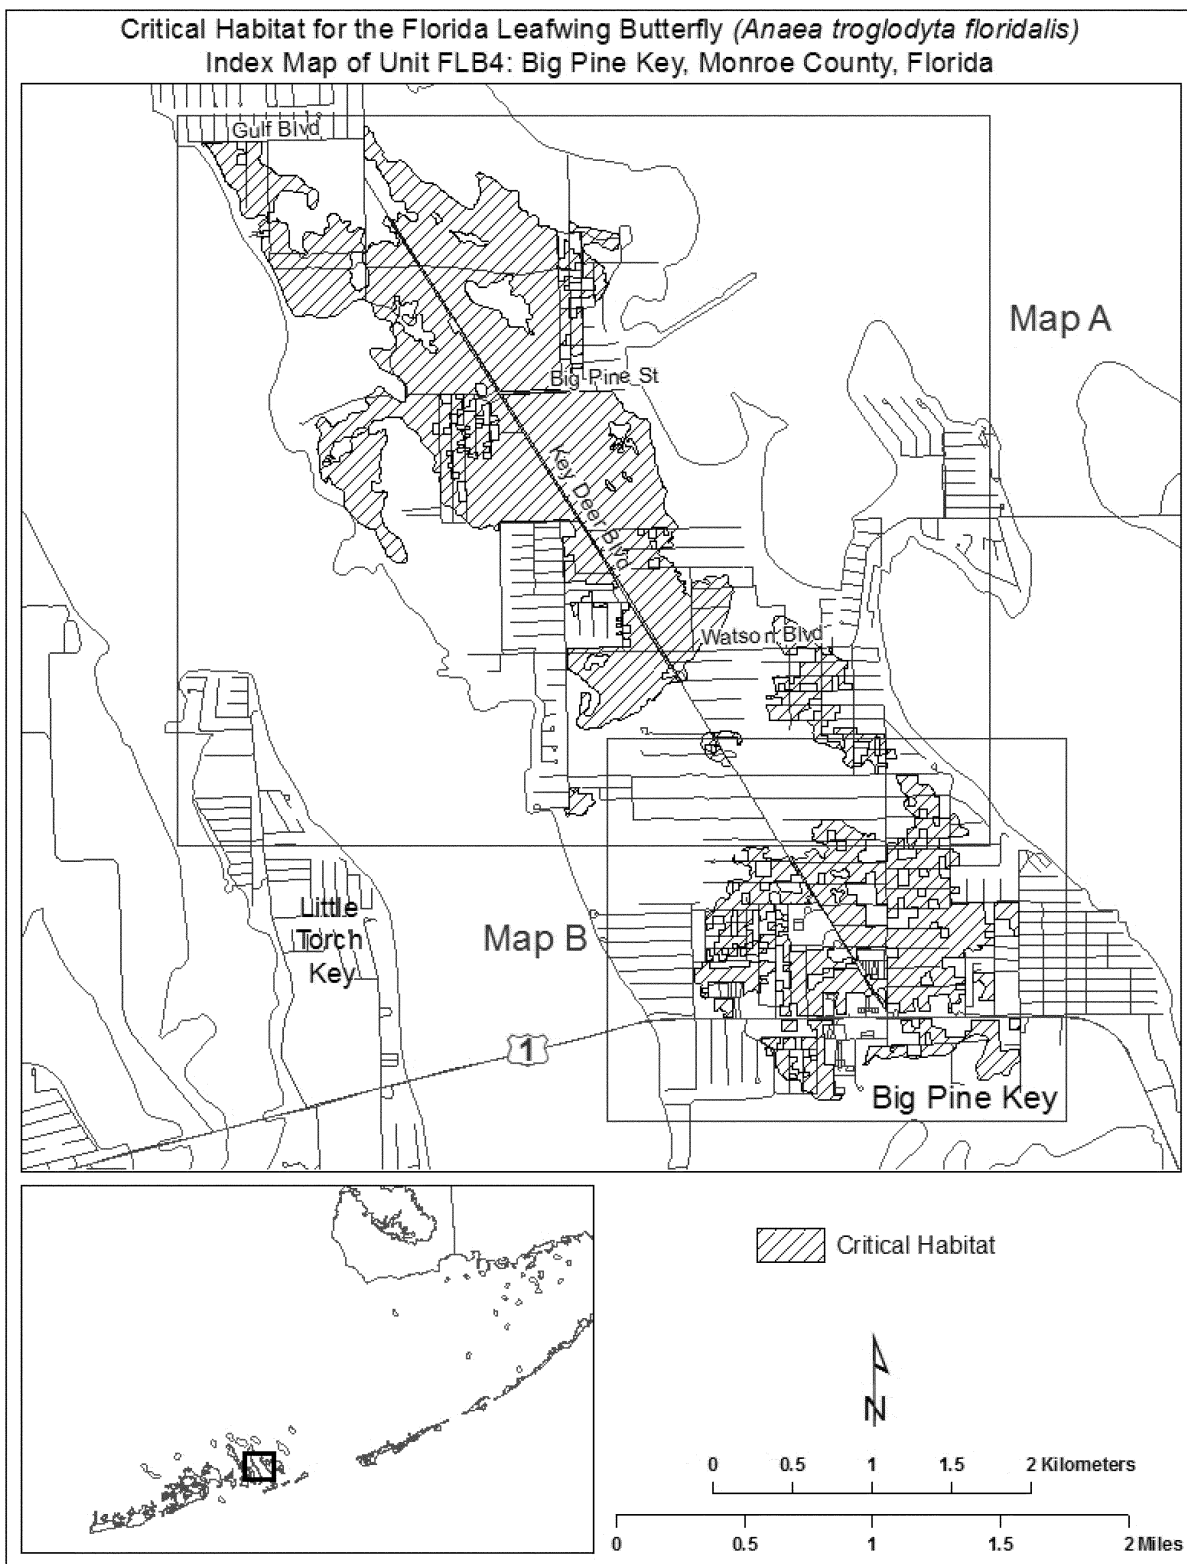 Critical Habitat for the Florida Leafwing Butterfly (Anaea troglodyta floridalis)
Index Map of Unit FLB4: Big Pine Key, Monroe County, Florida
Gulf Blvd
Map A
Big Pine St
Key Deer Blvd
Watson Blvd
Little
Torch
Key
Map B
1
Big Pine Key
Critical Habitat
N
0 0.5 1 1.5 2 Kilometers
0 0.5 1 1.5 2 Miles